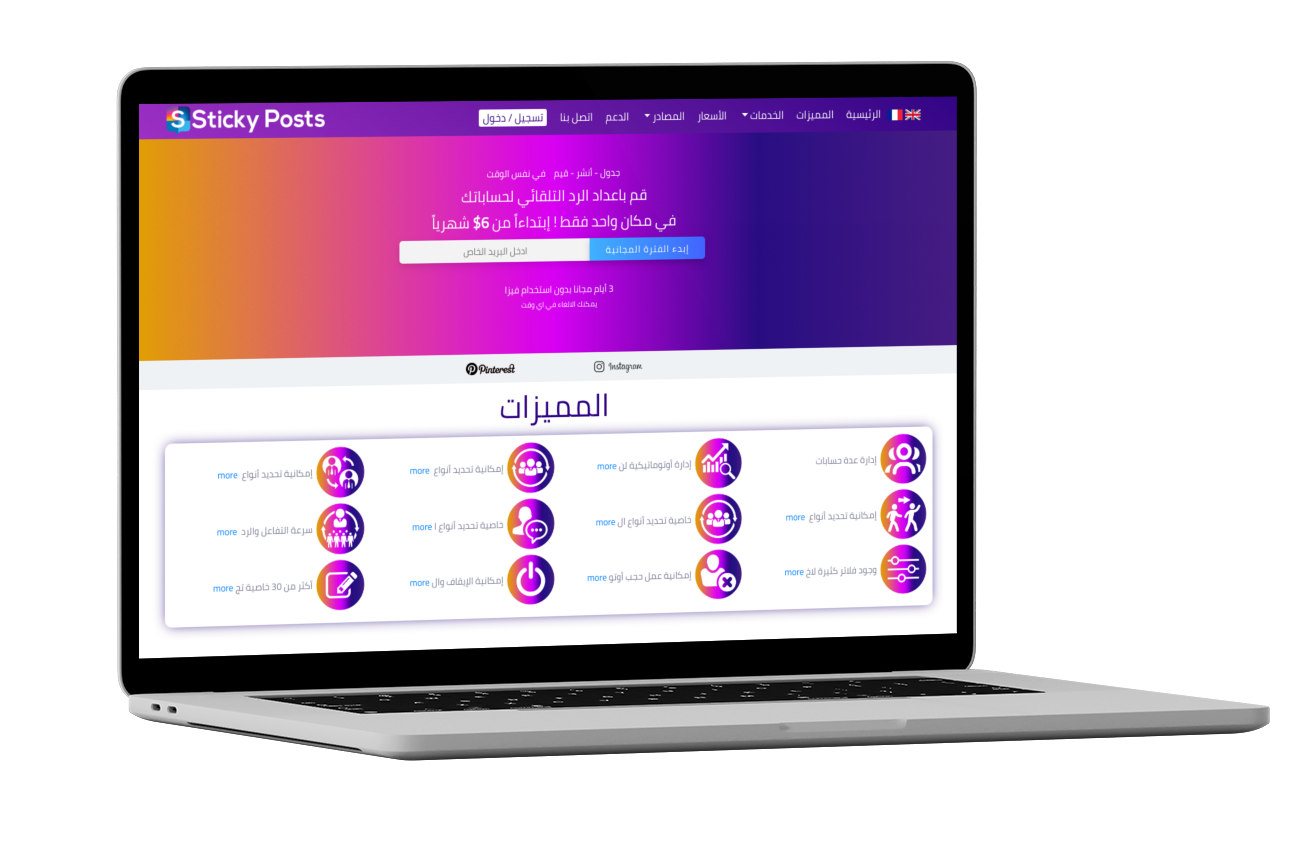 Sticky Posts
الرئيسية المميزات الخدمات الأسعار المصادر الدعم اتصل بنا تسجيل / دخول
جدول - أنشر - قيم في نفس الوقت
قم باعداد الرد التلقائي لحساباتك
في مكان واحد فقط ! إبتداءاً من 6$ شهرياً
إبدء الفترة المجانية ادخل البريد الخاص
3 أيام مجانا بدون استخدام فيزا
يمكنك الالغاء في اي وقت
Pinterest Instagram
المميزات
إدارة عدة حسابات
إدارة أوتوماتيكية لن more
إمكانية تحديد أنواع more
إمكانية تحديد أنواع more
إمكانية تحديد أنواع more
خاصية تحديد أنواع ال more
خاصية تحديد أنواع ا more
سرعة التفاعل والرد more
وجود فلاتر كثيرة لاخ more
إمكانية عمل حجب أوتو more
إمكانية الإيقاف وال more
أكثر من 30 خاصية تج more